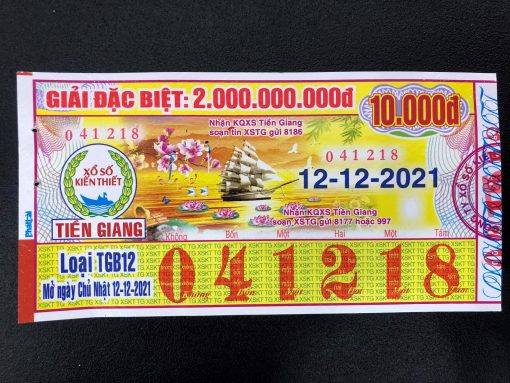 GIẢI ĐẶC BIỆT: 2.000.000.000đ
10.000đ
Nhận KQXS Tiền Giang
soạn tin XSTG gửi 8186
041218
041218
XỔ SỐ
KIẾN THIẾT
12-12-2021
Nhận KQXS Tiền Giang
soạn XSTG gửi 8177 hoặc 997
TIỀN GIANG
Không Bốn Một Hai Một Tám
Loại TGB12
041218
Mở ngày Chủ Nhật 12-12-2021